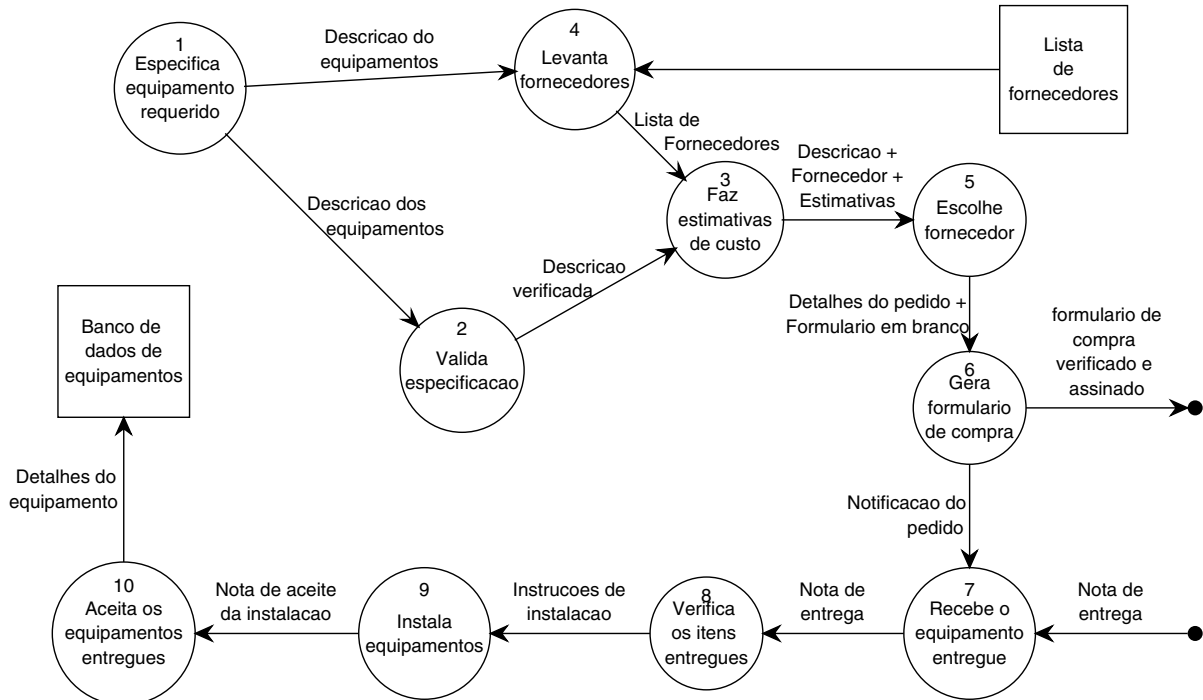 1
Especifica
equipamento
requerido
Descricao do
equipamentos
4
Levanta
fornecedores
Lista
de
fornecedores
Lista de
Fornecedores
Descricao dos
equipamentos
3
Faz
estimativas
de custo
Descricao +
Fornecedor +
Estimativas
5
Escolhe
fornecedor
Descricao
verificada
2
Valida
especificacao
Banco de
dados de
equipamentos
Detalhes do pedido +
Formulario em branco
formulário de
compra
verificado e
assinado
6
Gera
formulario
de compra
Detalhes do
equipamento
Notificacao do
pedido
10
Aceita os
equipamentos
entregues
Nota de aceite
da instalacao
9
Instala
equipamentos
Instrucoes de
instalacao
8
Verifica
os itens
entregues
Nota de
entrega
7
Recebe o
equipamento
entregue
Nota de
entrega